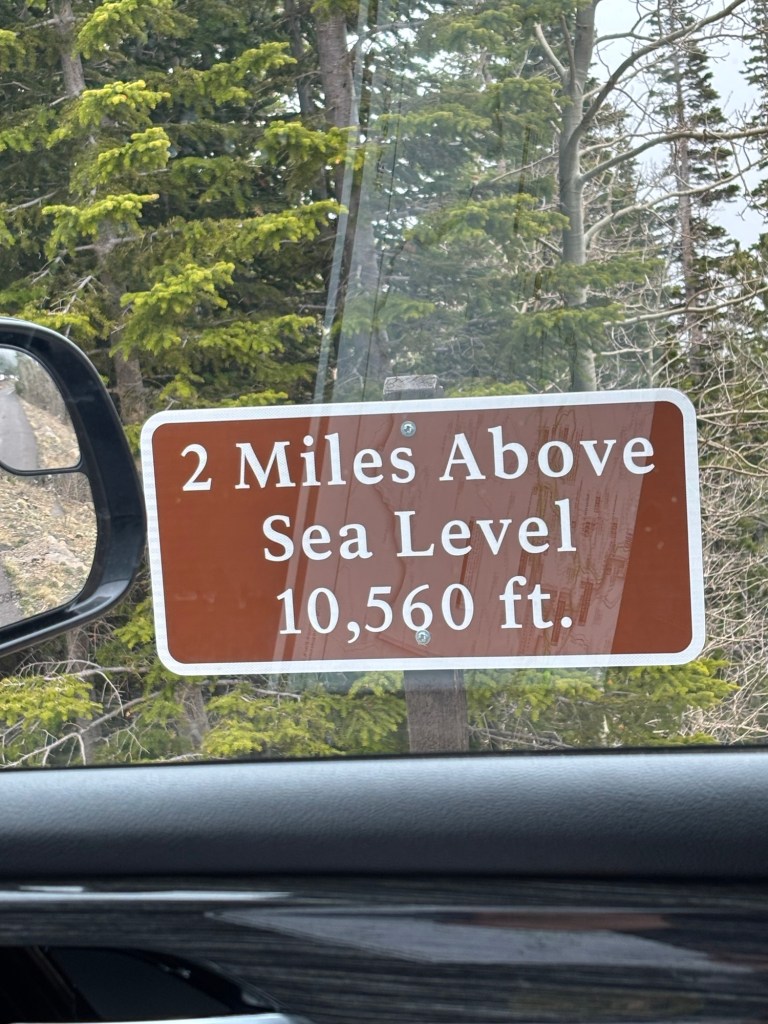 2 Miles Above
Sea Level
10,560 ft.